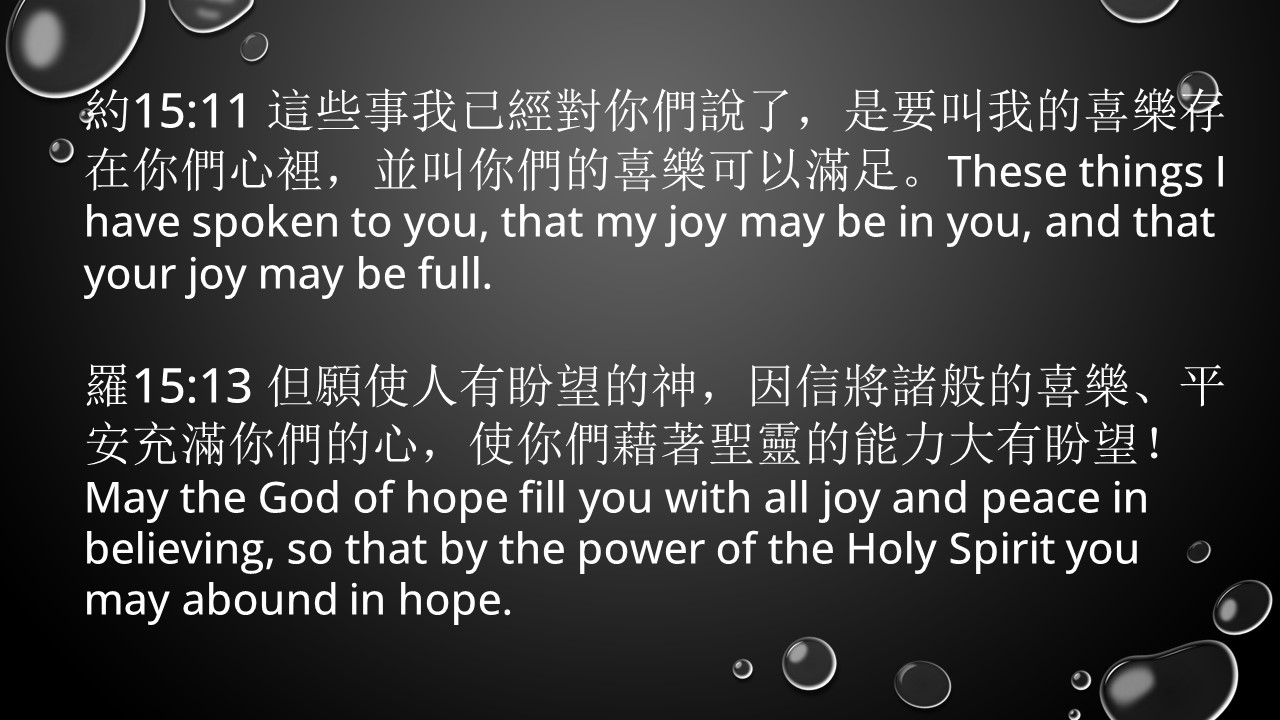 約15:11 這些事我已經對你們說了，是要叫我的喜樂存
在你們心裡，並叫你們的喜樂可以滿足。These things I
have spoken to you, that my joy may be in you, and that
your joy may be full.
羅15:13 但願使人有盼望的神，因信將諸般的喜樂、平
安充滿你們的心，使你們藉著聖靈的能力大有盼望！
May the God of hope fill you with all joy and peace in
believing, so that by the power of the Holy Spirit you
may abound in hope.